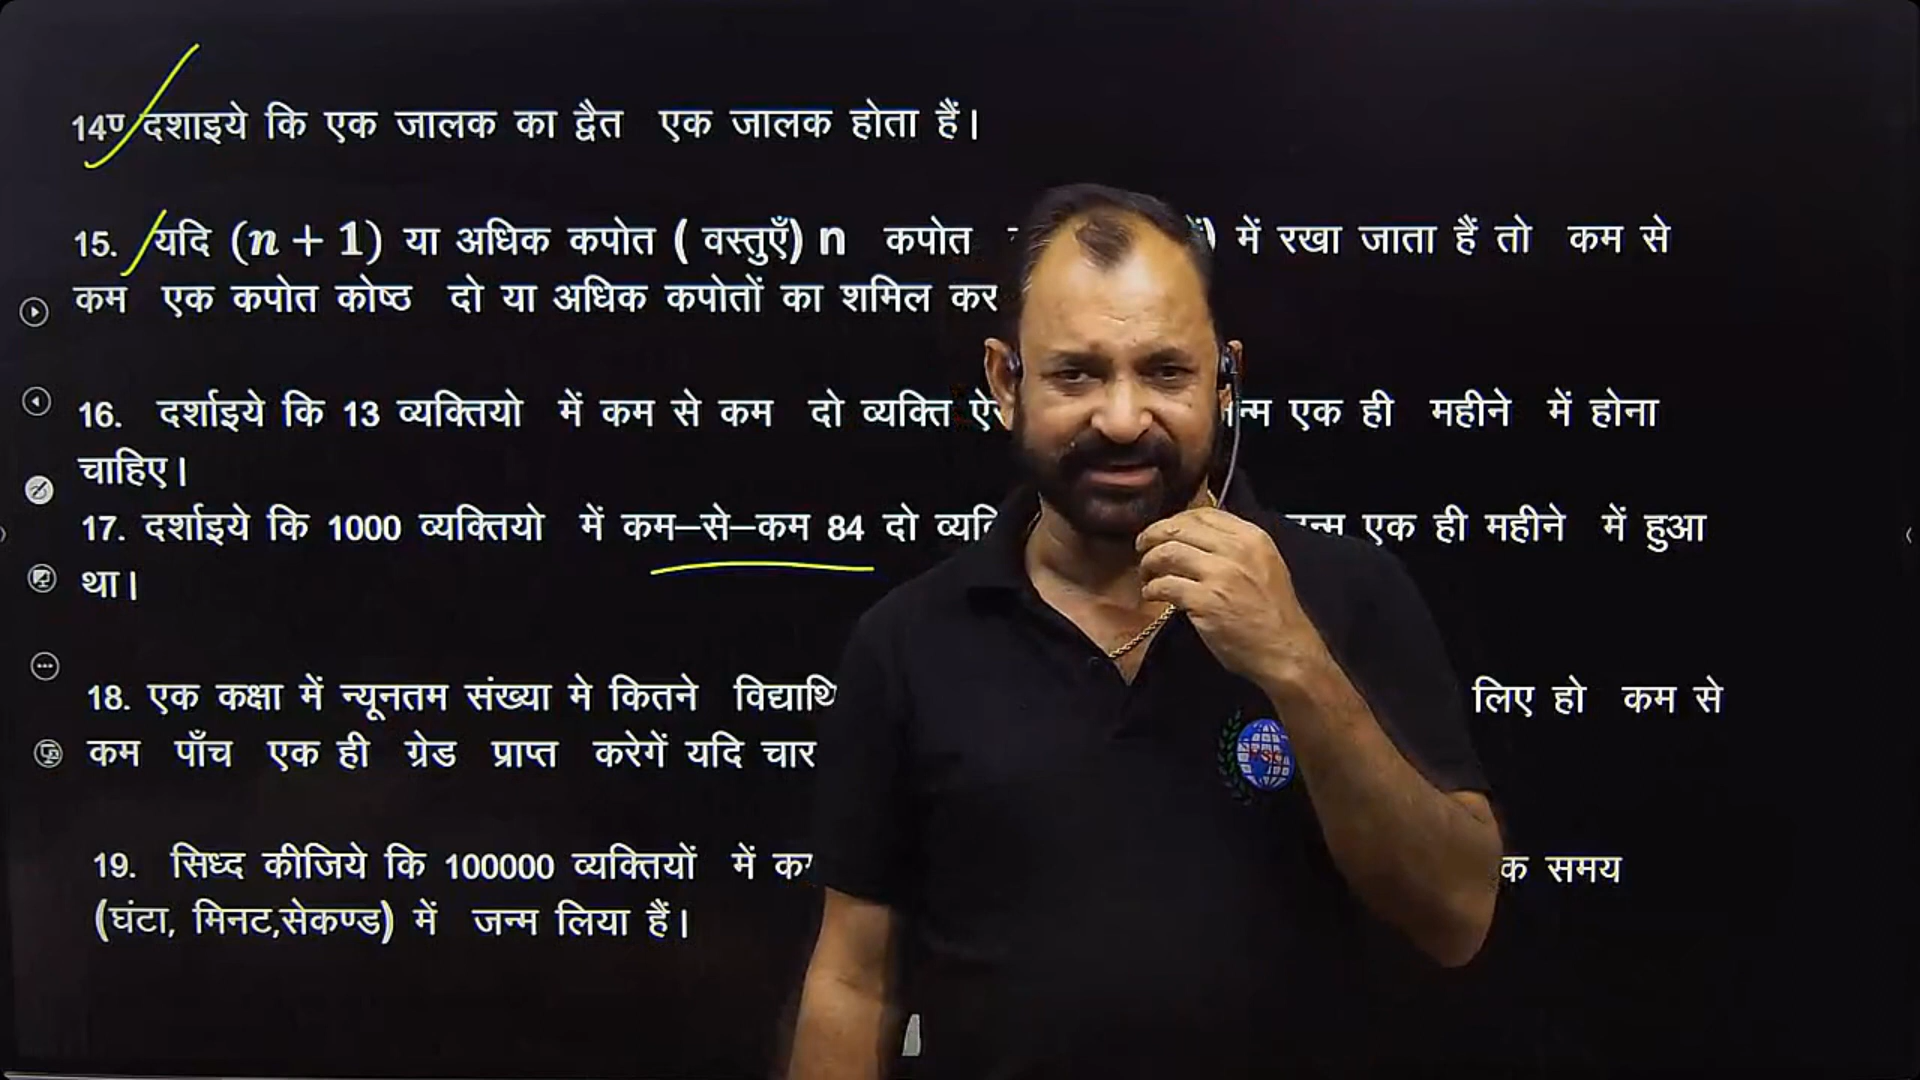 14ण दशाइये कि एक जालक का द्वैत एक जालक होता हैं।
15. यदि (n + 1) या अधिक कपोत ( वस्तुएँ) n कपोत ) में रखा जाता हैं तो कम से
कम एक कपोत कोष्ठ दो या अधिक कपोतों का शमिल कर
16. दर्शाइये कि 13 व्यक्तियो में कम से कम दो व्यक्ति एक ही महीने में होना
चाहिए।
17. दर्शाइये कि 1000 व्यक्तियो में कम–से–कम 84 दो एक ही महीने में हुआ
था।
18. एक कक्षा में न्यूनतम संख्या मे कितने लिए हो कम से
कम पाँच एक ही ग्रेड प्राप्त करेगें यदि चार
19. सिध्द कीजिये कि 100000 व्यक्तियों में समय
(घंटा, मिनट,सेकण्ड) में जन्म लिया हैं।